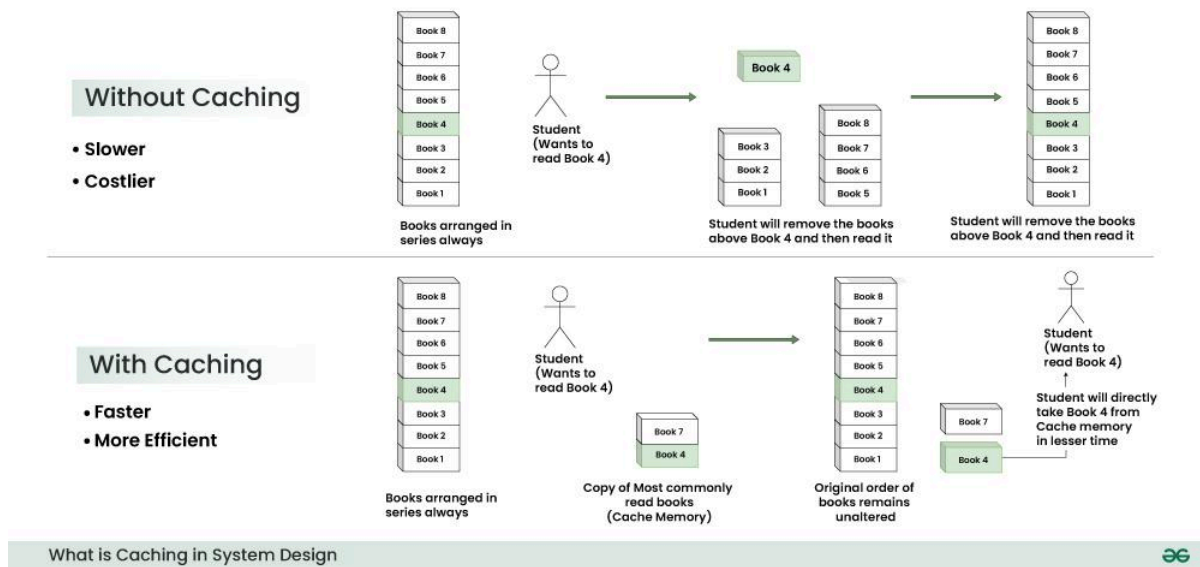 Without Caching
• Slower
• Costlier
Book 8
Book 7
Book 6
Book 5
Book 4
Book 3
Book 2
Book 1
Books arranged in
series always
Student
(Wants to
read Book 4)
Book 4
Book 3
Book 2
Book 1
Book 8
Book 7
Book 6
Book 5
Student will remove the books
above Book 4 and then read it
Book 8
Book 7
Book 6
Book 5
Book 4
Book 3
Book 2
Book 1
Student will remove the books
above Book 4 and then read it
With Caching
• Faster
• More Efficient
Book 8
Book 7
Book 6
Book 5
Book 4
Book 3
Book 2
Book 1
Books arranged in
series always
Student
(Wants to
read Book 4)
Book 7
Book 4
Copy of Most commonly
read books
(Cache Memory)
Book 8
Book 7
Book 6
Book 5
Book 4
Book 3
Book 2
Book 1
Original order of
books remains
unaltered
Student
(Wants to
read Book 4)
Student will directly
take Book 4 from
Cache memory
in lesser time
Book 7
Book 4
What is Caching in System Design